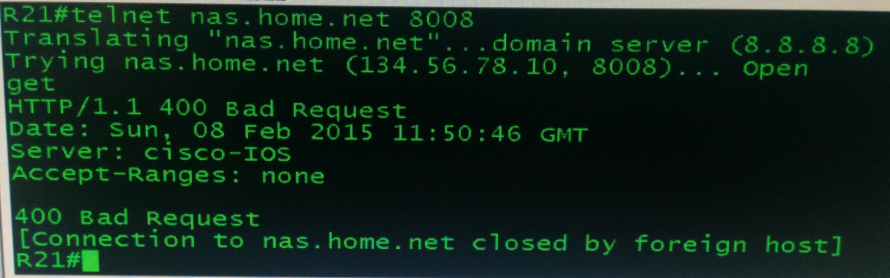 R21#telnet nas.home.net 8008
Translating "nas.home.net"...domain server (8.8.8.8)
Trying nas.home.net (134.56.78.10, 8008)... Open
get
HTTP/1.1 400 Bad Request
Date: Sun, 08 Feb 2015 11:50:46 GMT
Server: cisco-IOS
Accept-Ranges: none
400 Bad Request
[Connection to nas.home.net closed by foreign host]
R21#